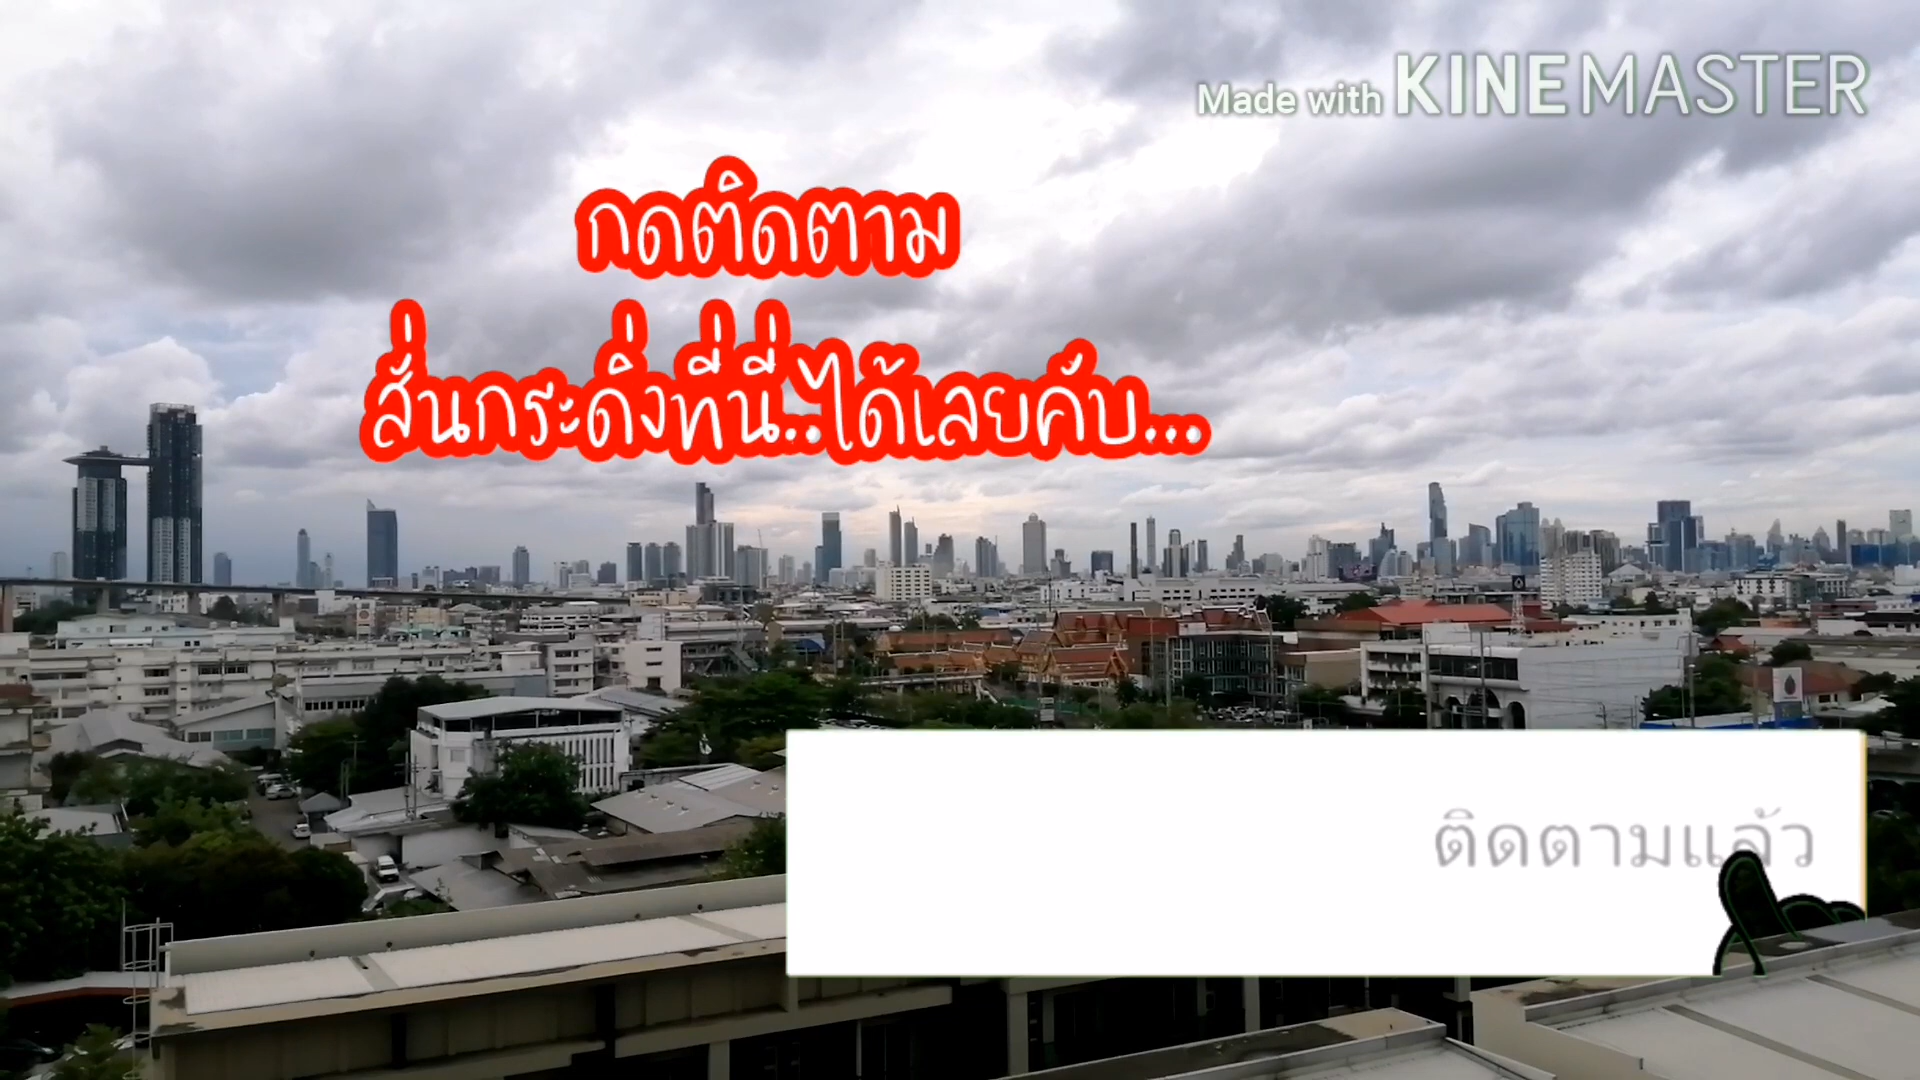 Made with KINEMASTER
กดติดตาม
สั่นกระดิ่งที่นี่..ได้เลยคับ...
ติดตามแล้ว